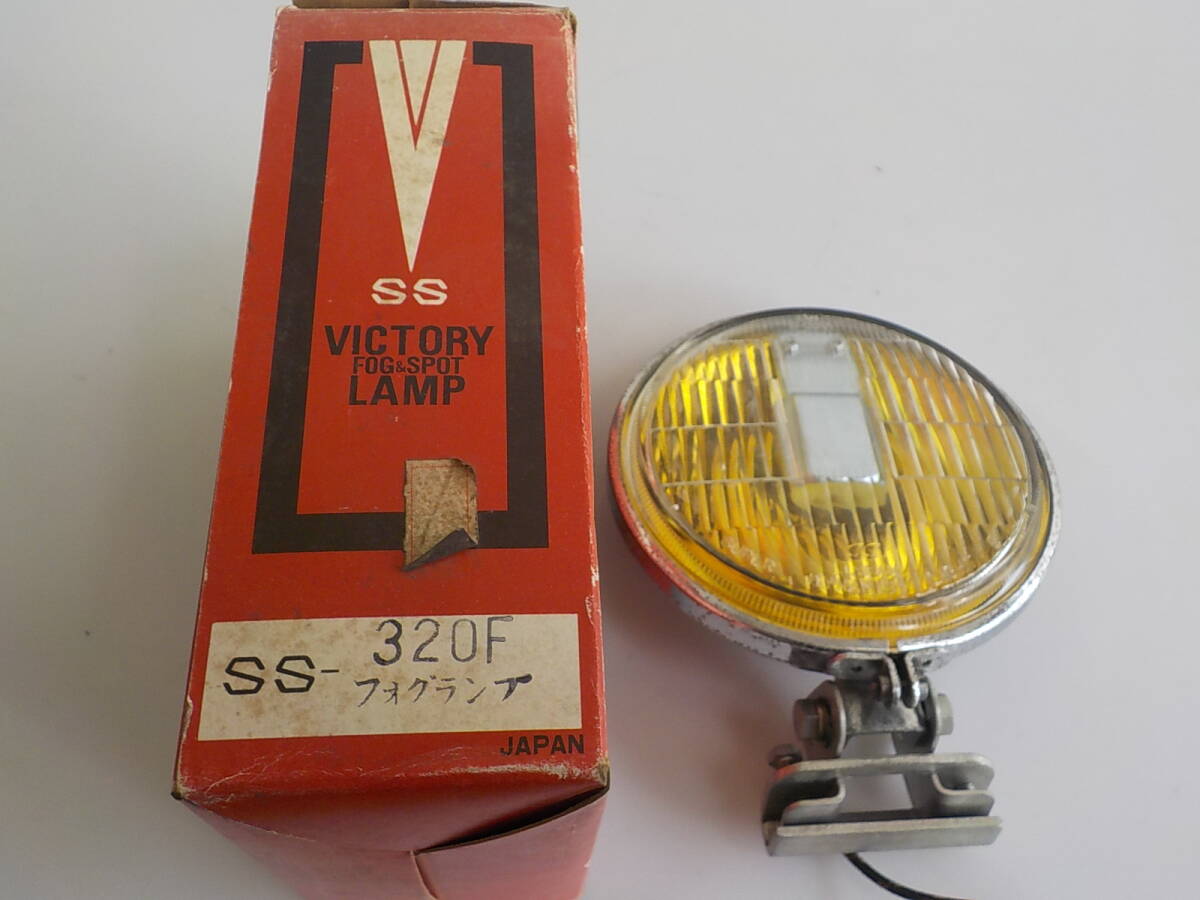 V
SS
VICTORY
FOG&SPOT
LAMP
SS-320F
フォグランプ
JAPAN